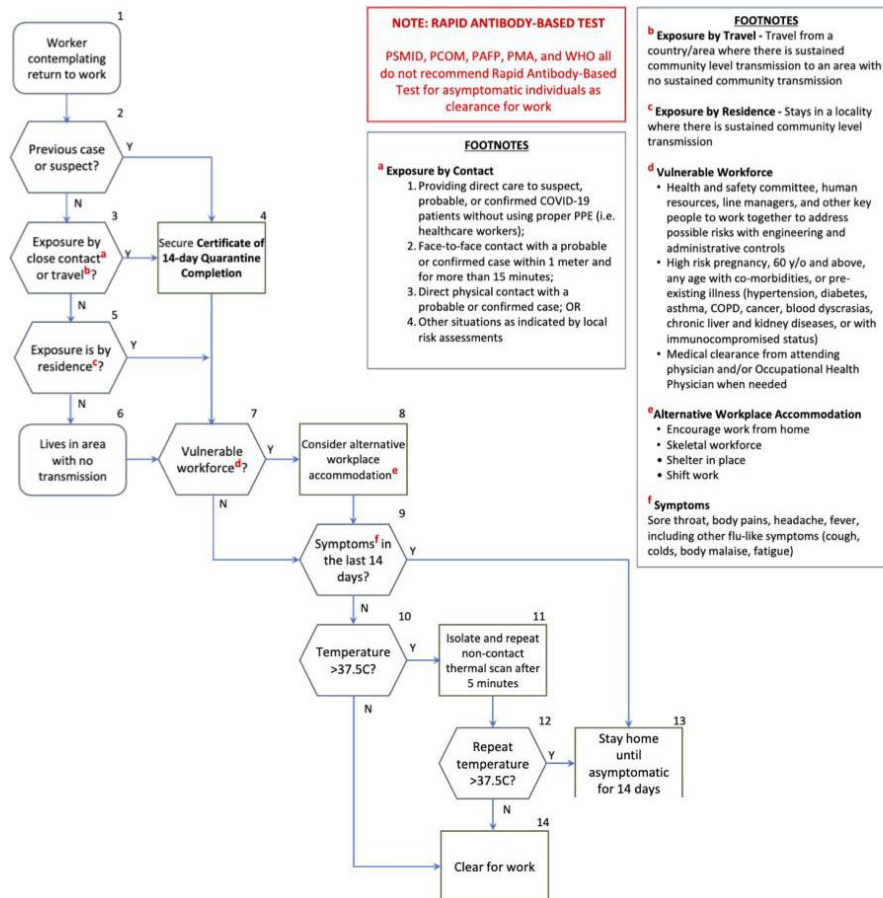 1
Worker
contemplating
return to work
2
Previous case
or suspect?
Y
N
3
Exposure by
close contact a
or travel b?
Y
N
4
Secure Certificate of
14-day Quarantine
Completion
5
Exposure is by
residence c?
Y
N
6
Lives in area
with no
transmission
7
Vulnerable
workforce d?
Y
N
8
Consider alternative
workplace
accommodation e
9
Symptoms f in
the last 14
days?
Y
N
10
Temperature
>37.5C?
Y
N
11
Isolate and repeat
non-contact
thermal scan after
5 minutes
12
Repeat
temperature
>37.5C?
Y
N
13
Stay home
until
asymptomatic
for 14 days
14
Clear for work
NOTE: RAPID ANTIBODY-BASED TEST
PSMID, PCOM, PAFP, PMA, and WHO all
do not recommend Rapid Antibody-Based
Test for asymptomatic individuals as
clearance for work
FOOTNOTES
a Exposure by Contact
1. Providing direct care to suspect,
probable, or confirmed COVID-19
patients without using proper PPE (i.e.
healthcare workers);
2. Face-to-face contact with a probable
or confirmed case within 1 meter and
for more than 15 minutes;
3. Direct physical contact with a
probable or confirmed case; OR
4. Other situations as indicated by local
risk assessments
FOOTNOTES
b Exposure by Travel - Travel from a
country/area where there is sustained
community level transmission to an area with
no sustained community transmission
c Exposure by Residence - Stays in a locality
where there is sustained community level
transmission
d Vulnerable Workforce
• Health and safety committee, human
resources, line managers, and other key
people to work together to address
possible risks with engineering and
administrative controls
• High risk pregnancy, 60 y/o and above,
any age with co-morbidities, or pre-
existing illness (hypertension, diabetes,
asthma, COPD, cancer, blood dyscrasias,
chronic liver and kidney diseases, or with
immunocompromised status)
• Medical clearance from attending
physician and/or Occupational Health
Physician when needed
e Alternative Workplace Accommodation
• Encourage work from home
• Skeletal workforce
• Shelter in place
• Shift work
f Symptoms
Sore throat, body pains, headache, fever,
including other flu-like symptoms (cough,
colds, body malaise, fatigue)